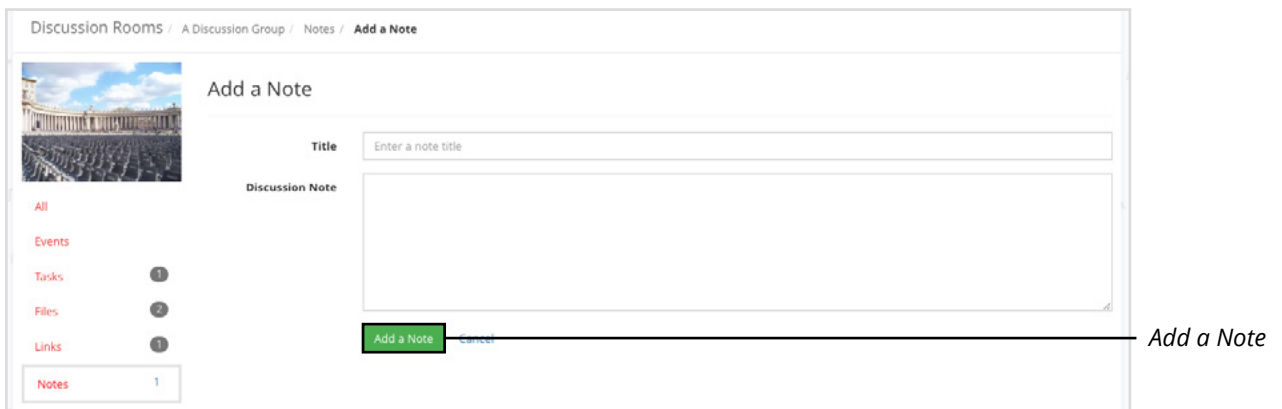 Discussion Rooms / A Discussion Group / Notes / Add a Note
Add a Note
Title
Enter a note title
Discussion Note
All
Events
Tasks 1
Files 2
Links 1
Notes 1
Add a Note Cancel
Add a Note